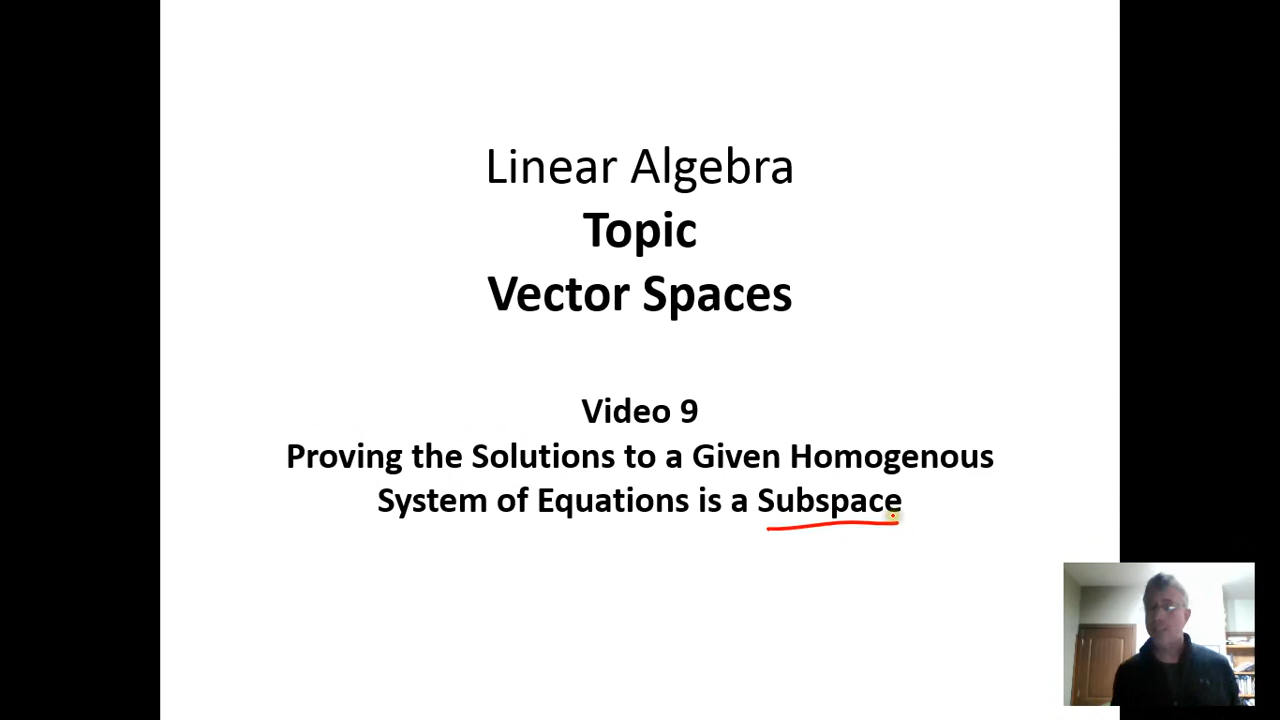 Linear Algebra
Topic
Vector Spaces
Video 9
Proving the Solutions to a Given Homogenous
System of Equations is a Subspace